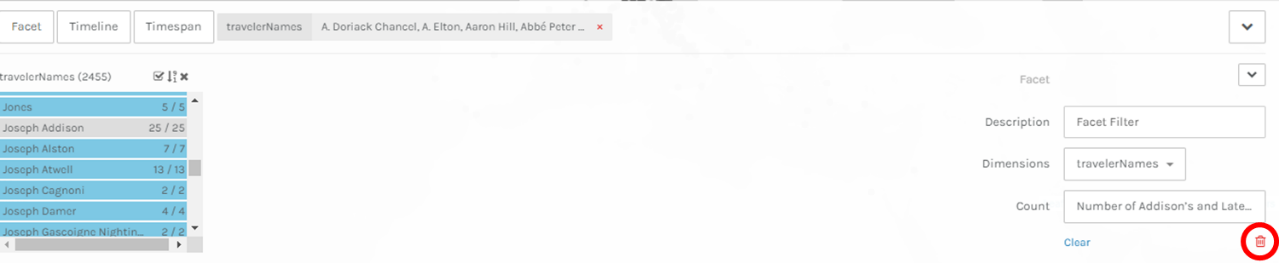 Facet Timeline Timespan travelerNames A. Doriack Chancel, A. Elton, Aaron Hill, Abbé Peter ... ×
travelerNames (2455)
Jones 5 / 5
Joseph Addison 25 / 25
Joseph Alston 7 / 7
Joseph Atwell 13 / 13
Joseph Cagnoni 2 / 2
Joseph Damer 4 / 4
Joseph Gascoigne Nightin... 2 / 2
Facet
Description Facet Filter
Dimensions travelerNames
Count Number of Addison's and Late...
Clear